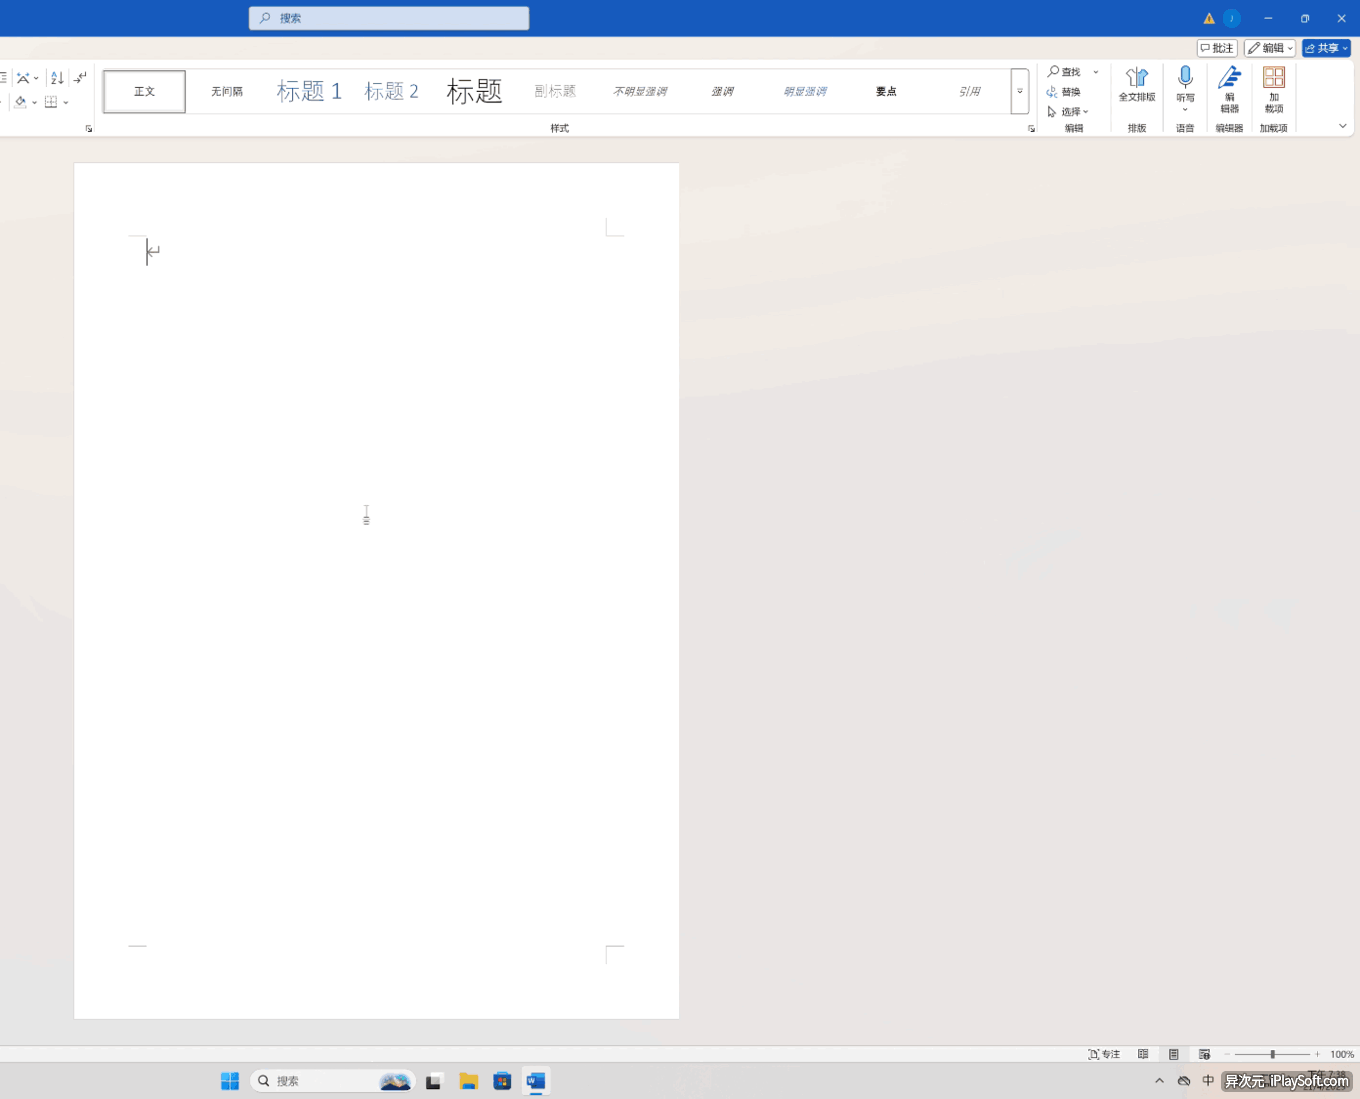 搜索
批注
编辑
共享
正文
无间隔
标题 1
标题 2
标题
副标题
不明显强调
强调
明显强调
要点
引用
样式
查找
替换
选择
编辑
全文排版
排版
听写
语音
编
辑器
编辑器
加
载项
加载项
专注
100%
搜索
中
异次元 iPlaySoft.com